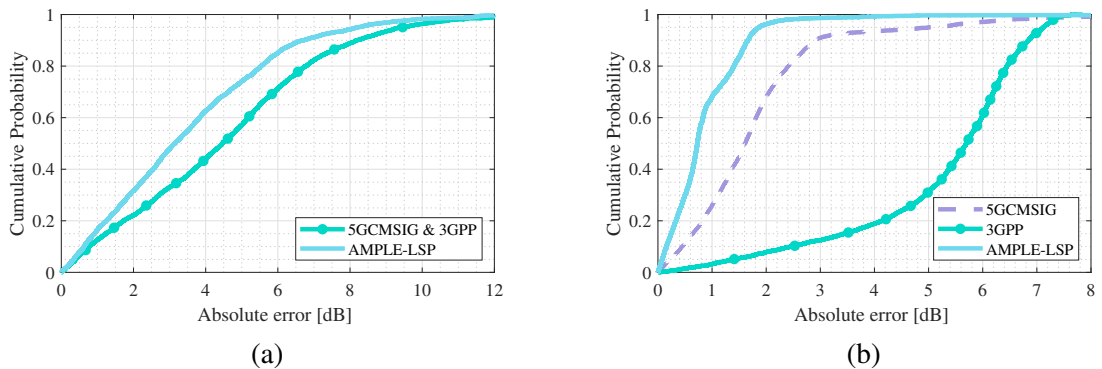 1
0.8
0.6
0.4
0.2
0
Cumulative Probability
0 2 4 6 8 10 12
Absolute error [dB]
5GCMSIG & 3GPP
AMPLE-LSP
(a)
1
0.8
0.6
0.4
0.2
0
Cumulative Probability
0 1 2 3 4 5 6 7 8
Absolute error [dB]
5GCMSIG
3GPP
AMPLE-LSP
(b)